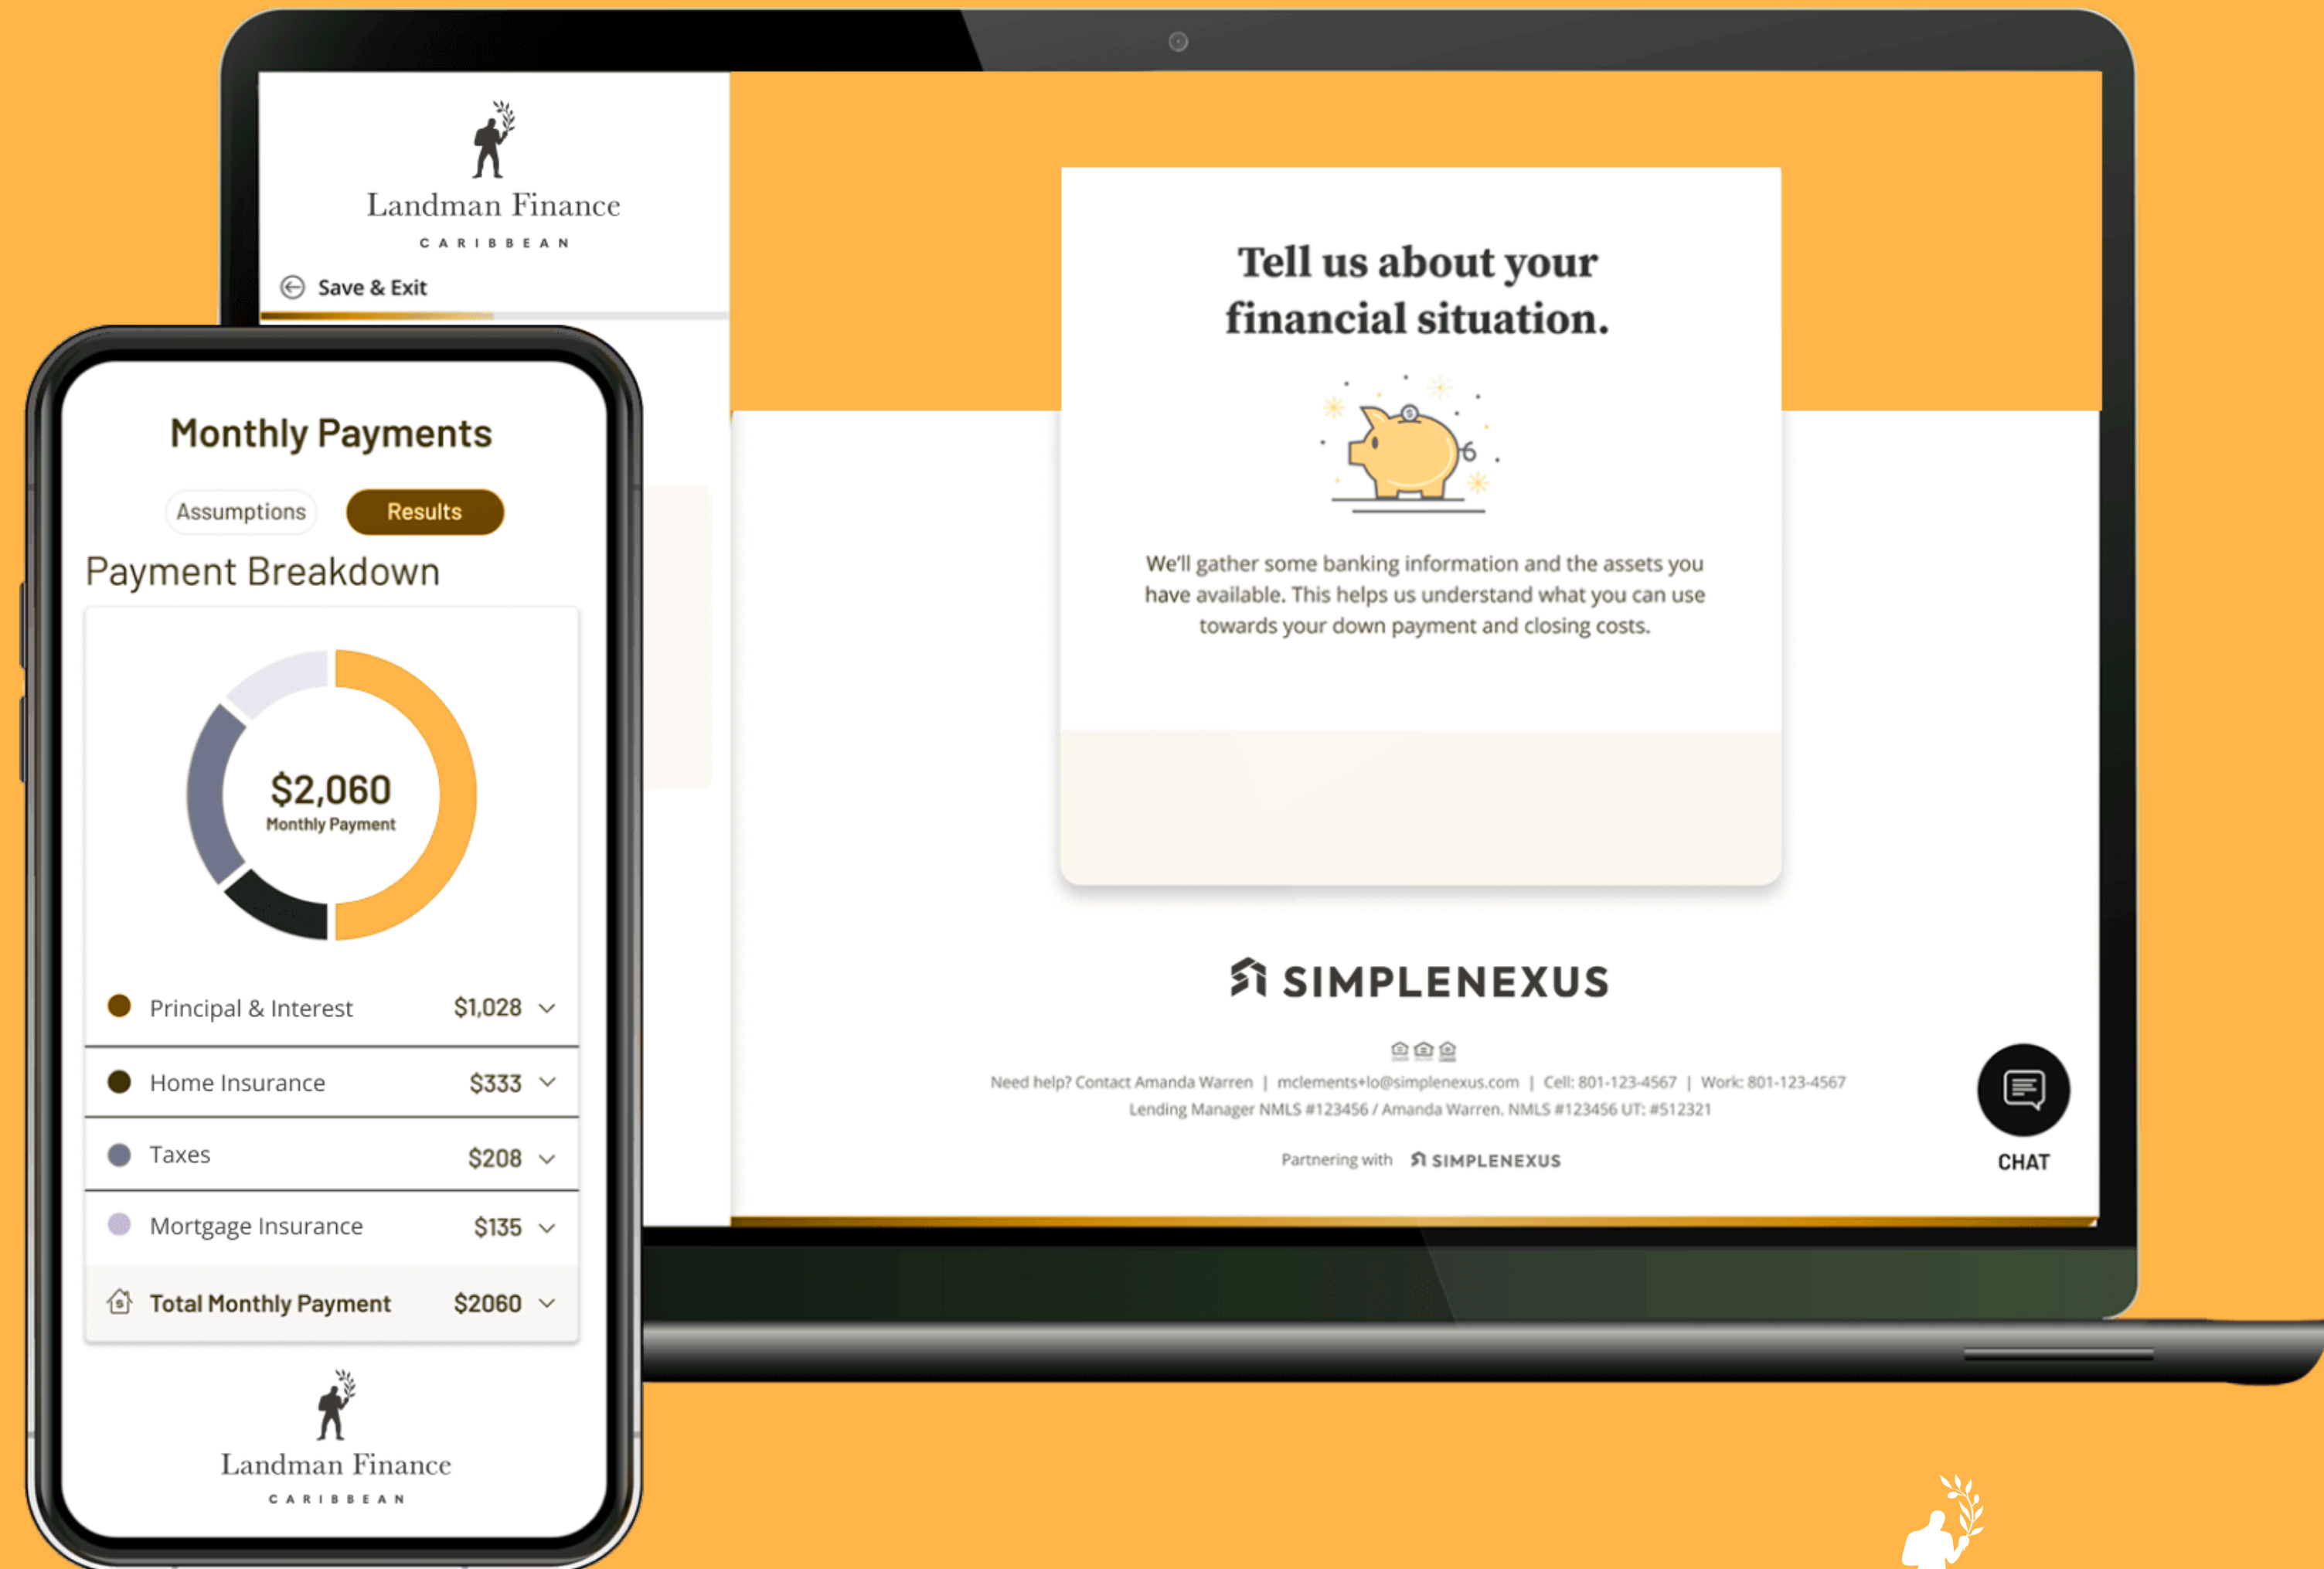 Landman Finance
CARIBBEAN
Save & Exit
Tell us about your
financial situation.
We'll gather some banking information and the assets you
have available. This helps us understand what you can use
towards your down payment and closing costs.
SIMPLENEXUS
Need help? Contact Amanda Warren | mclements+lo@simplenexus.com | Cell: 801-123-4567 | Work: 801-123-4567
Lending Manager NMLS #123456 / Amanda Warren. NMLS #123456 UT: #512321
Partnering with SIMPLENEXUS
CHAT
Monthly Payments
Assumptions Results
Payment Breakdown
$2,060
Monthly Payment
Principal & Interest $1,028
Home Insurance $333
Taxes $208
Mortgage Insurance $135
Total Monthly Payment $2060
Landman Finance
CARIBBEAN